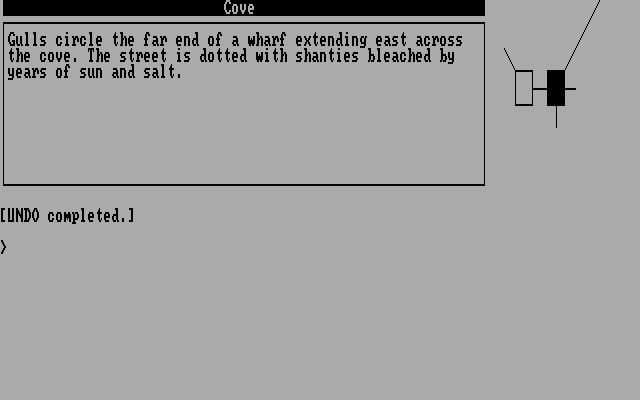 Cove
Gulls circle the far end of a wharf extending east across
the cove. The street is dotted with shanties bleached by
years of sun and salt.
[UNDO completed.]
>